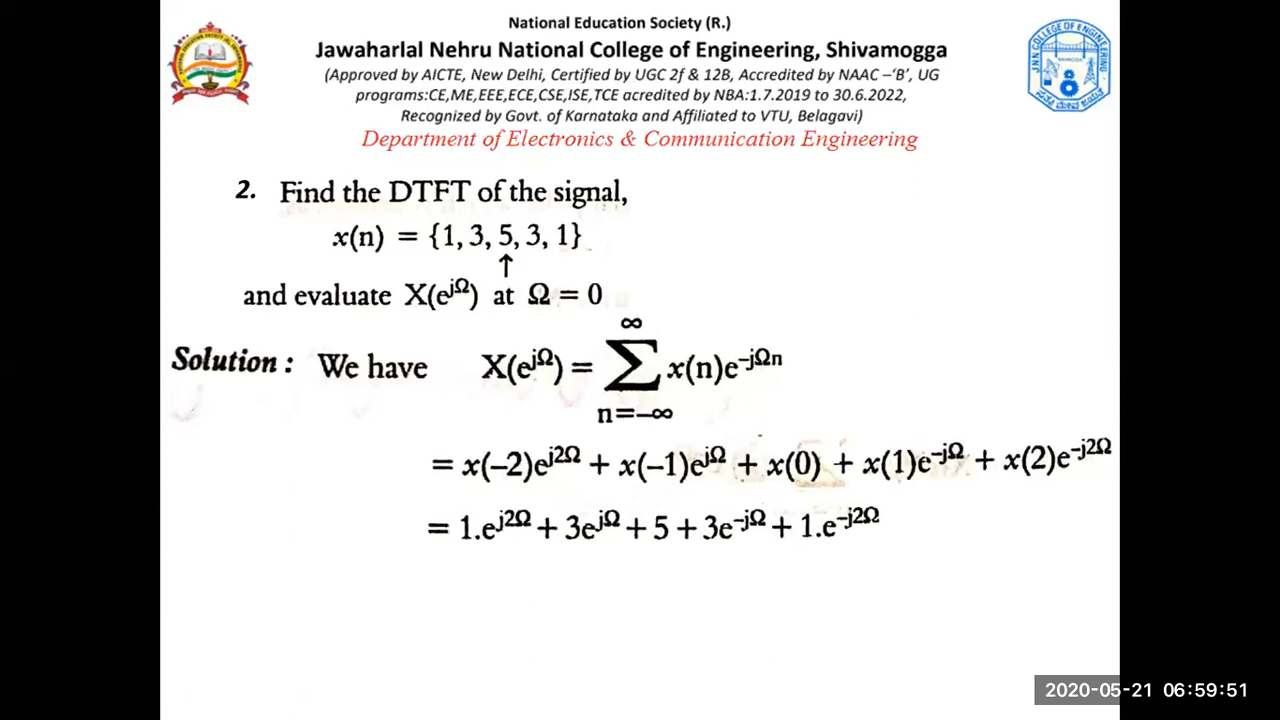 National Education Society (R.)
Jawaharlal Nehru National College of Engineering, Shivamogga
(Approved by AICTE, New Delhi, Certified by UGC 2f & 12B, Accredited by NAAC –‘B’, UG
programs:CE,ME,EEE,ECE,CSE,ISE,TCE acredited by NBA:1.7.2019 to 30.6.2022,
Recognized by Govt. of Karnataka and Affiliated to VTU, Belagavi)
Department of Electronics & Communication Engineering
2. Find the DTFT of the signal,
x(n) = {1, 3, 5, 3, 1}
↑
and evaluate X(e^{jΩ}) at Ω = 0
Solution : We have X(e^{jΩ}) = ∑_{n=–∞}^{∞} x(n)e^{–jΩn}
= x(–2)e^{j2Ω} + x(–1)e^{jΩ} + x(0) + x(1)e^{–jΩ} + x(2)e^{–j2Ω}
= 1.e^{j2Ω} + 3e^{jΩ} + 5 + 3e^{–jΩ} + 1.e^{–j2Ω}
2020-05-21 06:59:51